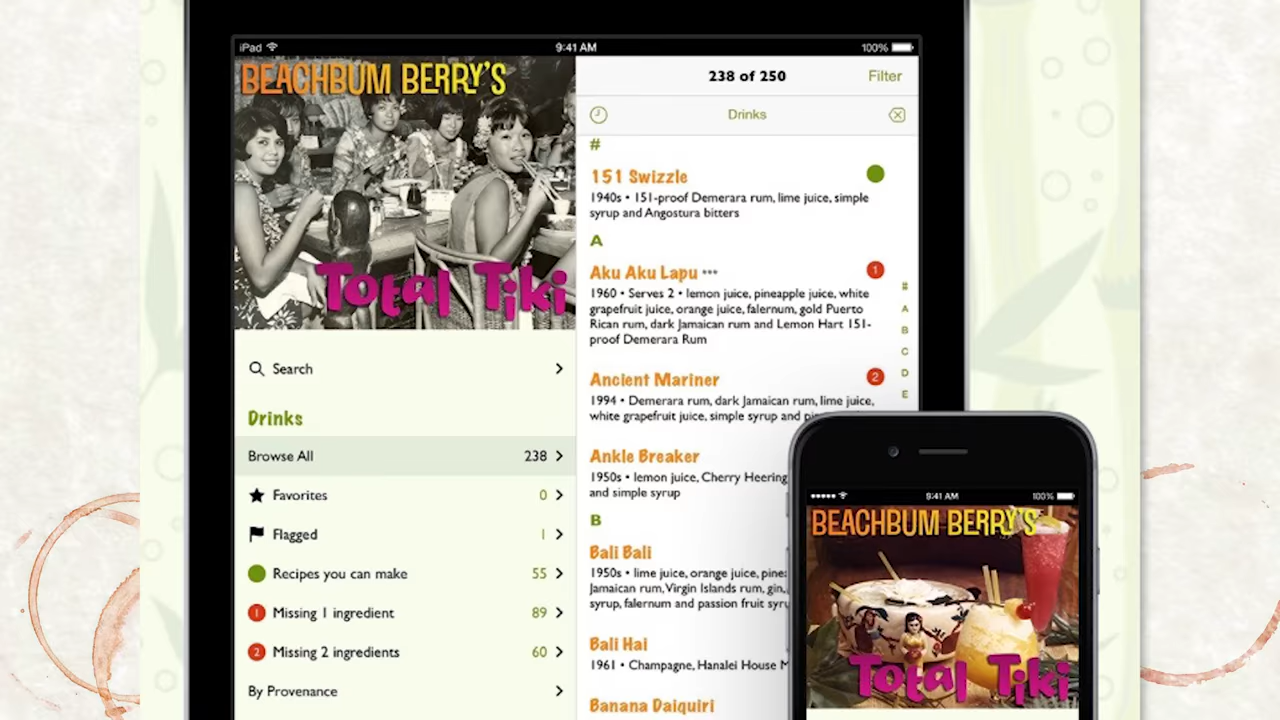 iPad
9:41 AM
100%
BEACHBUM BERRY'S
Total Tiki
Search
Drinks
Browse All 238
Favorites 0
Flagged 1
Recipes you can make 55
1 Missing 1 ingredient 89
2 Missing 2 ingredients 60
By Provenance
238 of 250
Filter
Drinks
#
151 Swizzle
1940s • 151-proof Demerara rum, lime juice, simple
syrup and Angostura bitters
A
Aku Aku Lapu ***
1
1960 • Serves 2 • lemon juice, pineapple juice, white
grapefruit juice, orange juice, falernum, gold Puerto
Rican rum, dark Jamaican rum and Lemon Hart 151-
proof Demerara Rum
Ancient Mariner
2
1994 • Demerara rum, dark Jamaican rum, lime juice,
white grapefruit juice, simple syrup and
Ankle Breaker
1950s • lemon juice, Cherry Heering
and simple syrup
B
Bali Bali
1950s • lime juice, orange juice,
Jamaican rum, Virgin Islands rum, gin,
syrup, falernum and passion fruit
Bali Hai
1961 • Champagne, Hanalei House
Banana Daiquiri
#
A
B
C
D
E
9:41 AM
100%
BEACHBUM BERRY'S
Total Tiki